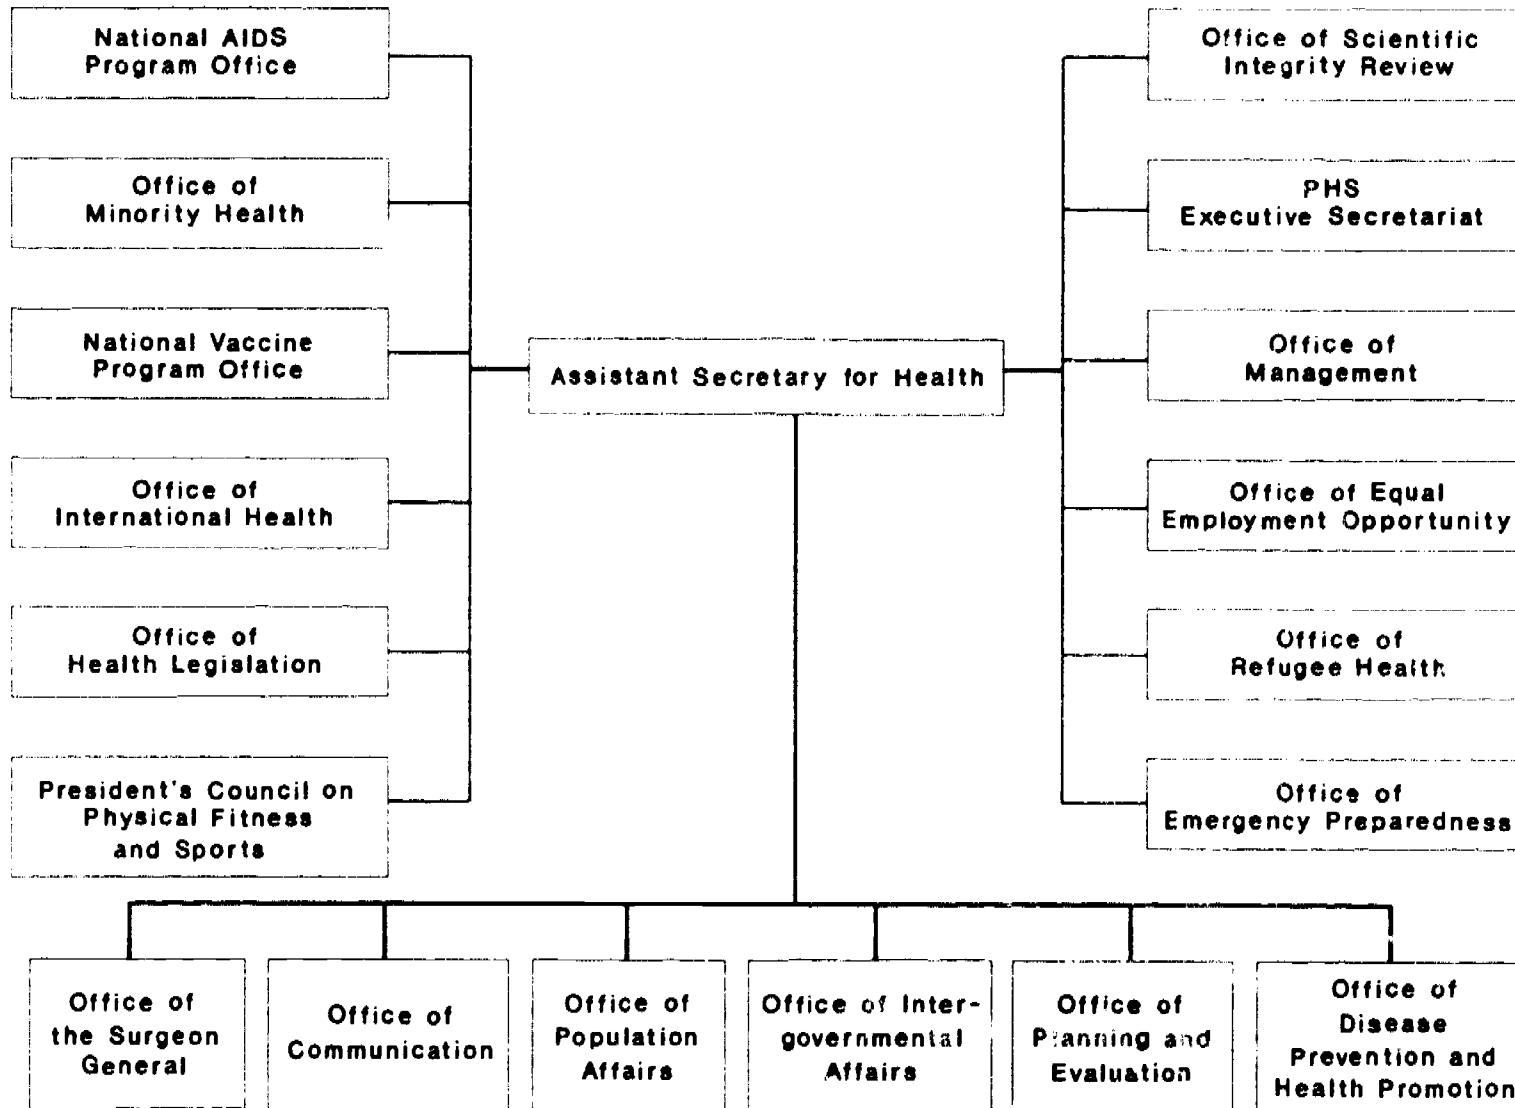 National AIDS
Program Office
Office of
Minority Health
National Vaccine
Program Office
Office of
International Health
Office of
Health Legislation
President's Council on
Physical Fitness
and Sports
Assistant Secretary for Health
Office of Scientific
Integrity Review
PHS
Executive Secretariat
Office of
Management
Office of Equal
Employment Opportunity
Office of
Refugee Health
Office of
Emergency Preparedness
Office of
the Surgeon
General
Office of
Communication
Office of
Population
Affairs
Office of Inter-
governmental
Affairs
Office of
Planning and
Evaluation
Office of
Disease
Prevention and
Health Promotion